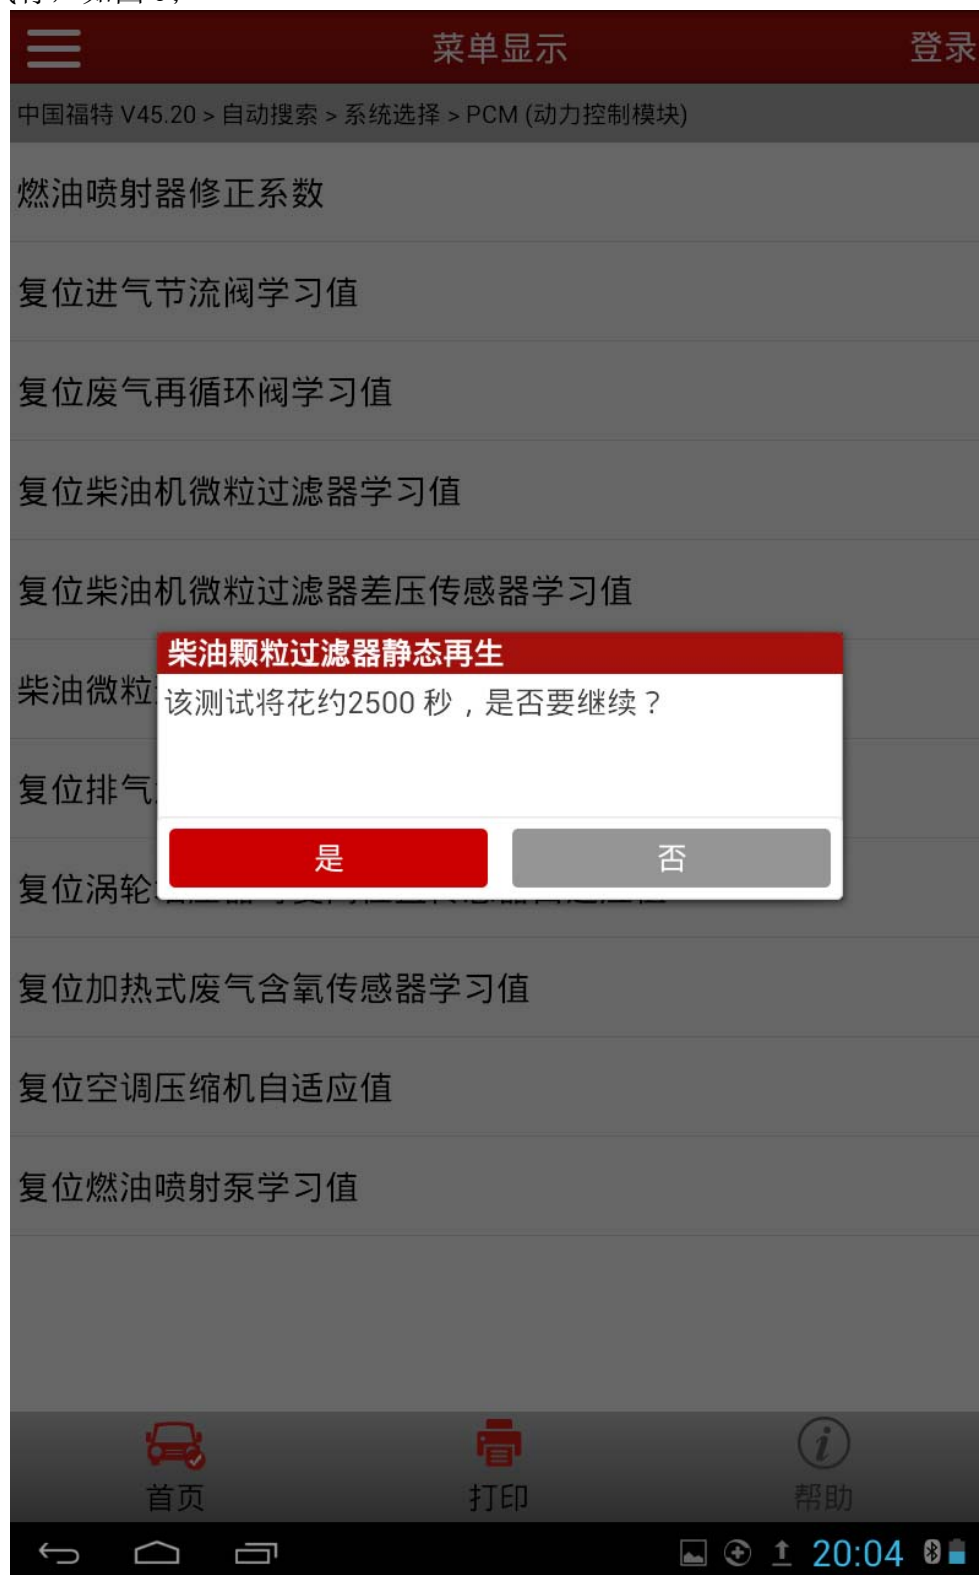 菜单显示 登录
中国福特 V45.20 > 自动搜索 > 系统选择 > PCM (动力控制模块)
燃油喷射器修正系数
复位进气节流阀学习值
复位废气再循环阀学习值
复位柴油机微粒过滤器学习值
复位柴油机微粒过滤器差压传感器学习值
柴油颗粒过滤器静态再生
柴油微粒
该测试将花约2500 秒，是否要继续？
复位排气
是 否
复位涡轮
复位加热式废气含氧传感器学习值
复位空调压缩机自适应值
复位燃油喷射泵学习值
首页 打印 帮助
20:04